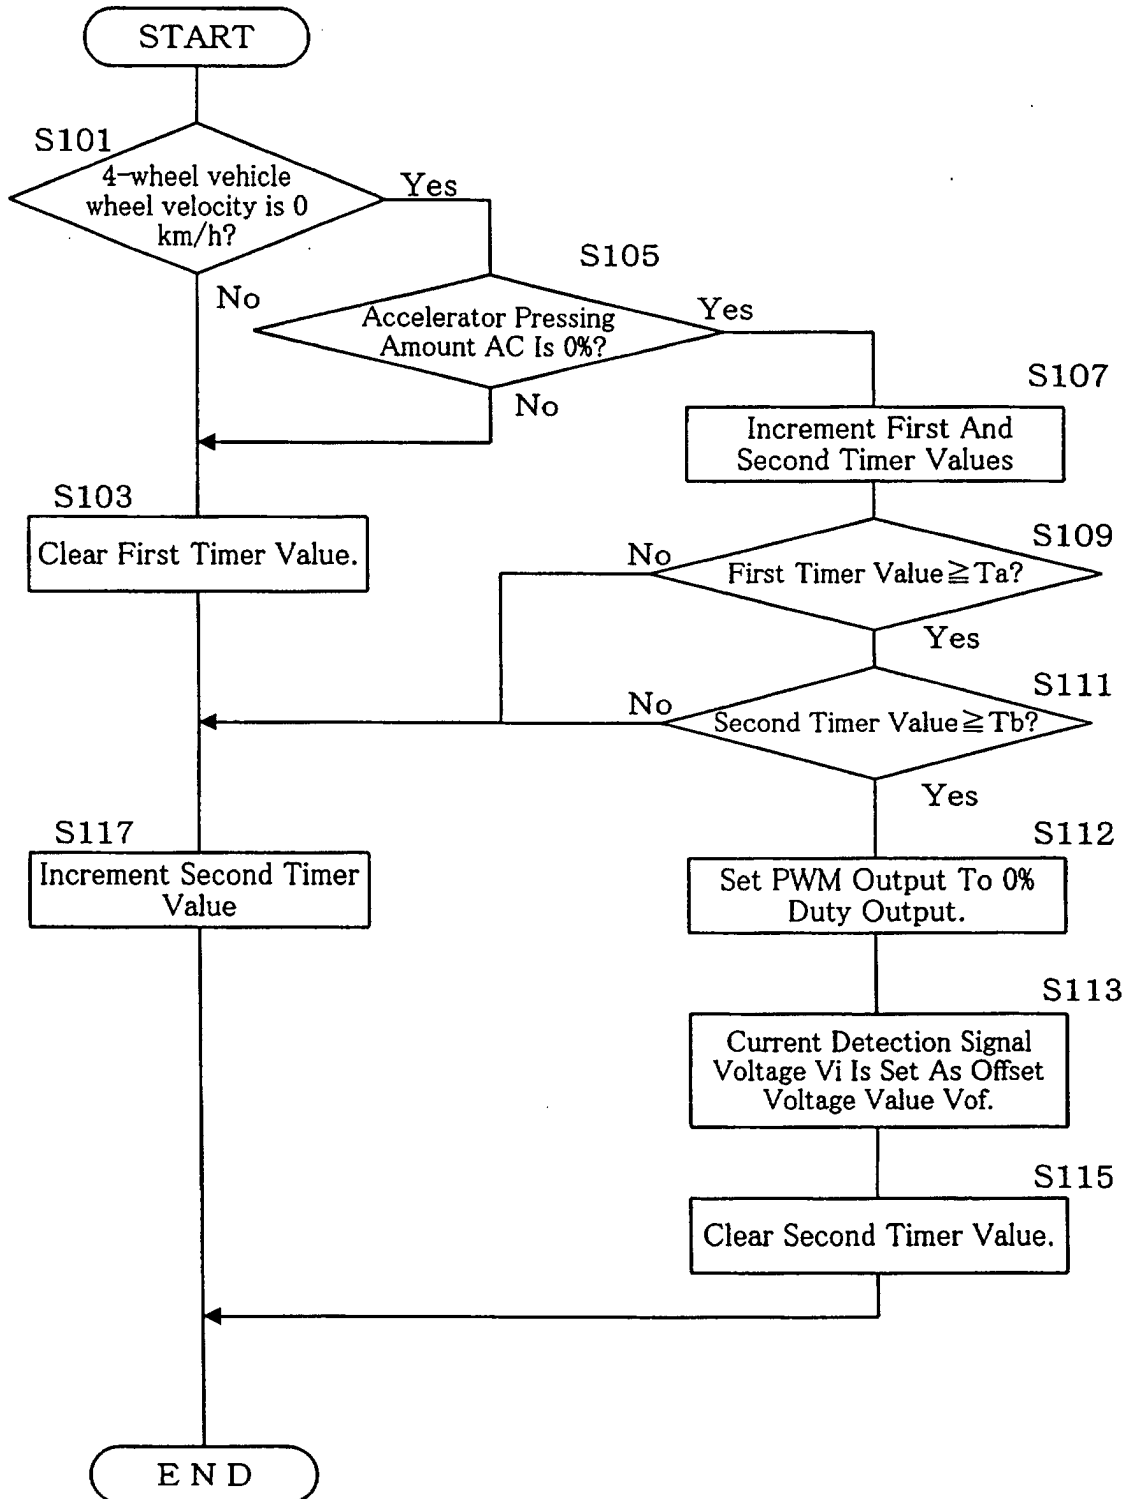 START
S101
4-wheel vehicle
wheel velocity is 0
km/h?
Yes
No
S105
Accelerator Pressing
Amount AC Is 0%?
Yes
No
S107
Increment First And
Second Timer Values
S103
Clear First Timer Value.
S109
First Timer Value≧Ta?
No
Yes
S111
Second Timer Value≧Tb?
No
Yes
S117
Increment Second Timer
Value
S112
Set PWM Output To 0%
Duty Output.
S113
Current Detection Signal
Voltage Vi Is Set As Offset
Voltage Value Vof.
S115
Clear Second Timer Value.
END